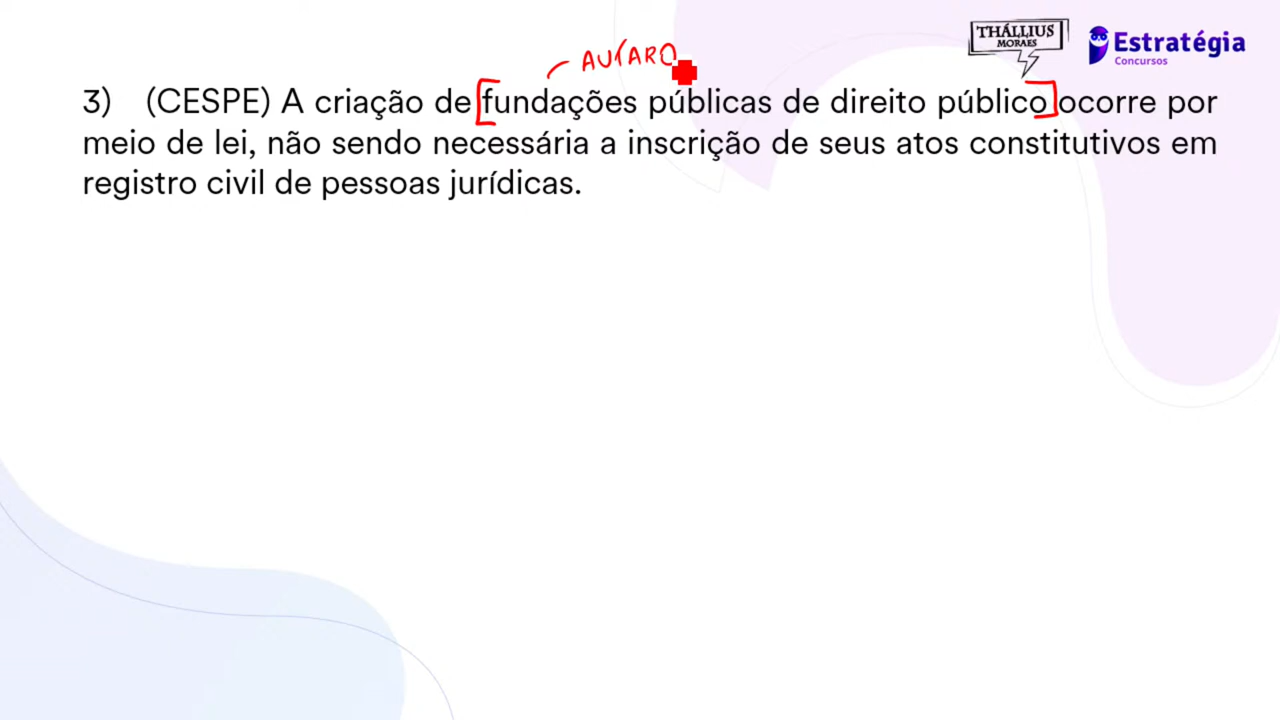 THÁLLIUS
MORAES
Estratégia
Concursos
3) (CESPE) A criação de [fundações públicas de direito público] ocorre por
meio de lei, não sendo necessária a inscrição de seus atos constitutivos em
registro civil de pessoas jurídicas.